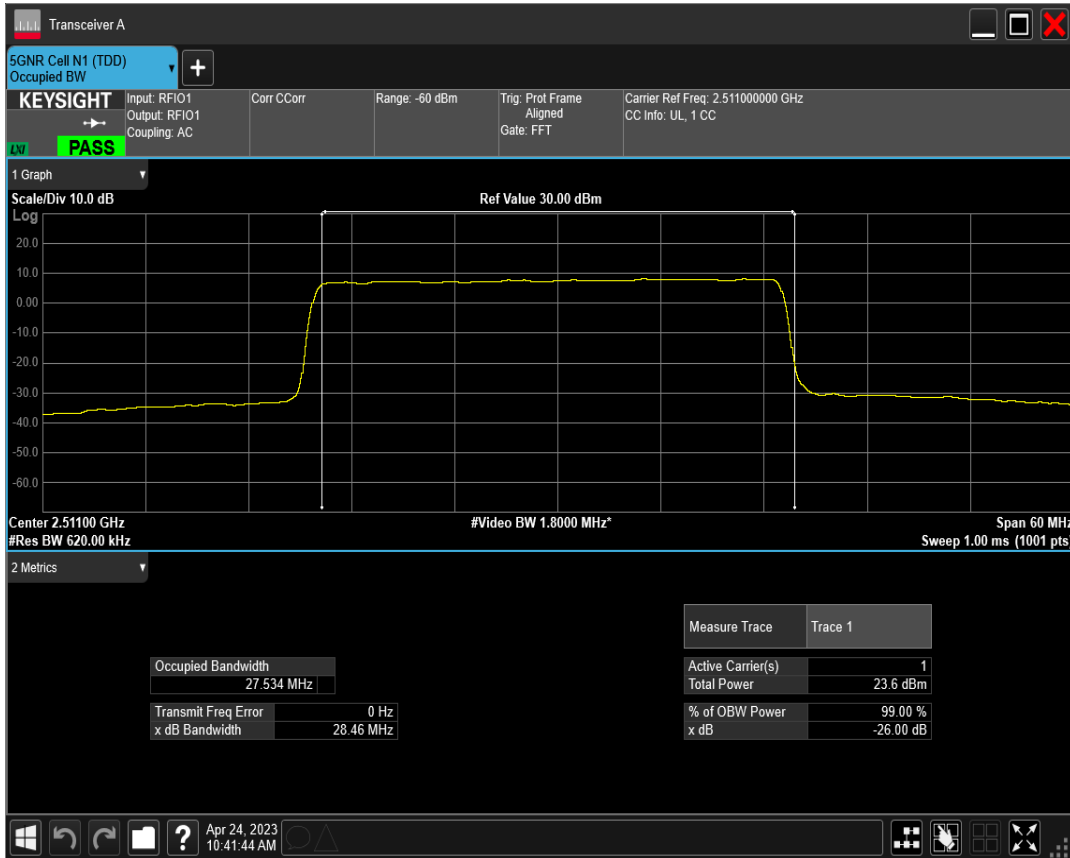 Transceiver A
5GNR Cell N1 (TDD)
Occupied BW
+
KEYSIGHT
LXI
PASS
Input: RFIO1
Output: RFIO1
Coupling: AC
Corr CCorr
Range: -60 dBm
Trig: Prot Frame
Aligned
Gate: FFT
Carrier Ref Freq: 2.511000000 GHz
CC Info: UL, 1 CC
1 Graph
Scale/Div 10.0 dB
Ref Value 30.00 dBm
Log
20.0
10.0
0.00
-10.0
-20.0
-30.0
-40.0
-50.0
-60.0
Center 2.51100 GHz
#Video BW 1.8000 MHz*
Span 60 MHz
#Res BW 620.00 kHz
Sweep 1.00 ms (1001 pts)
2 Metrics
Measure Trace Trace 1
Occupied Bandwidth
27.534 MHz
Active Carrier(s) 1
Total Power 23.6 dBm
Transmit Freq Error 0 Hz
x dB Bandwidth 28.46 MHz
% of OBW Power 99.00 %
x dB -26.00 dB
?
Apr 24, 2023
10:41:44 AM